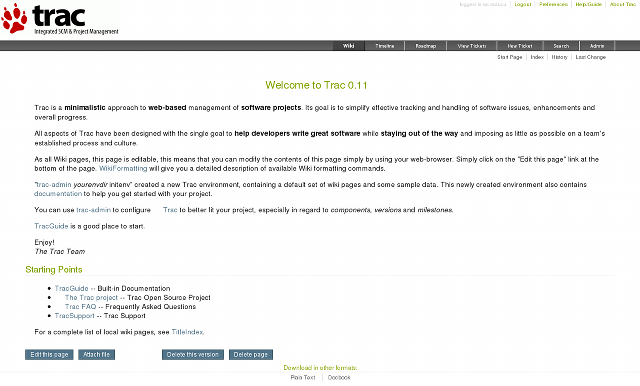 trac
Integrated SCM & Project Management
Logout Preferences Help/Guide About Trac
Wiki Timeline Roadmap View Tickets New Ticket Search Admin
Start Page Index History Last Change
Welcome to Trac 0.11
Trac is a minimalistic approach to web-based management of software projects. Its goal is to simplify effective tracking and handling of software issues, enhancements and
overall progress.
All aspects of Trac have been designed with the single goal to help developers write great software while staying out of the way and imposing as little as possible on a team's
established process and culture.
As all Wiki pages, this page is editable, this means that you can modify the contents of this page simply by using your web-browser. Simply click on the "Edit this page" link at the
bottom of the page. WikiFormatting will give you a detailed description of available Wiki formatting commands.
"trac-admin yourenvdir initenv" created a new Trac environment, containing a default set of wiki pages and some sample data. This newly created environment also contains
documentation to help you get started with your project.
You can use trac-admin to configure Trac to better fit your project, especially in regard to components, versions and milestones.
TracGuide is a good place to start.
Enjoy!
The Trac Team
Starting Points
TracGuide -- Built-in Documentation
The Trac project -- Trac Open Source Project
Trac FAQ -- Frequently Asked Questions
TracSupport -- Trac Support
For a complete list of local wiki pages, see TitleIndex.
Edit this page Attach file Delete this version Delete page
Download in other formats:
Plain Text Docbook